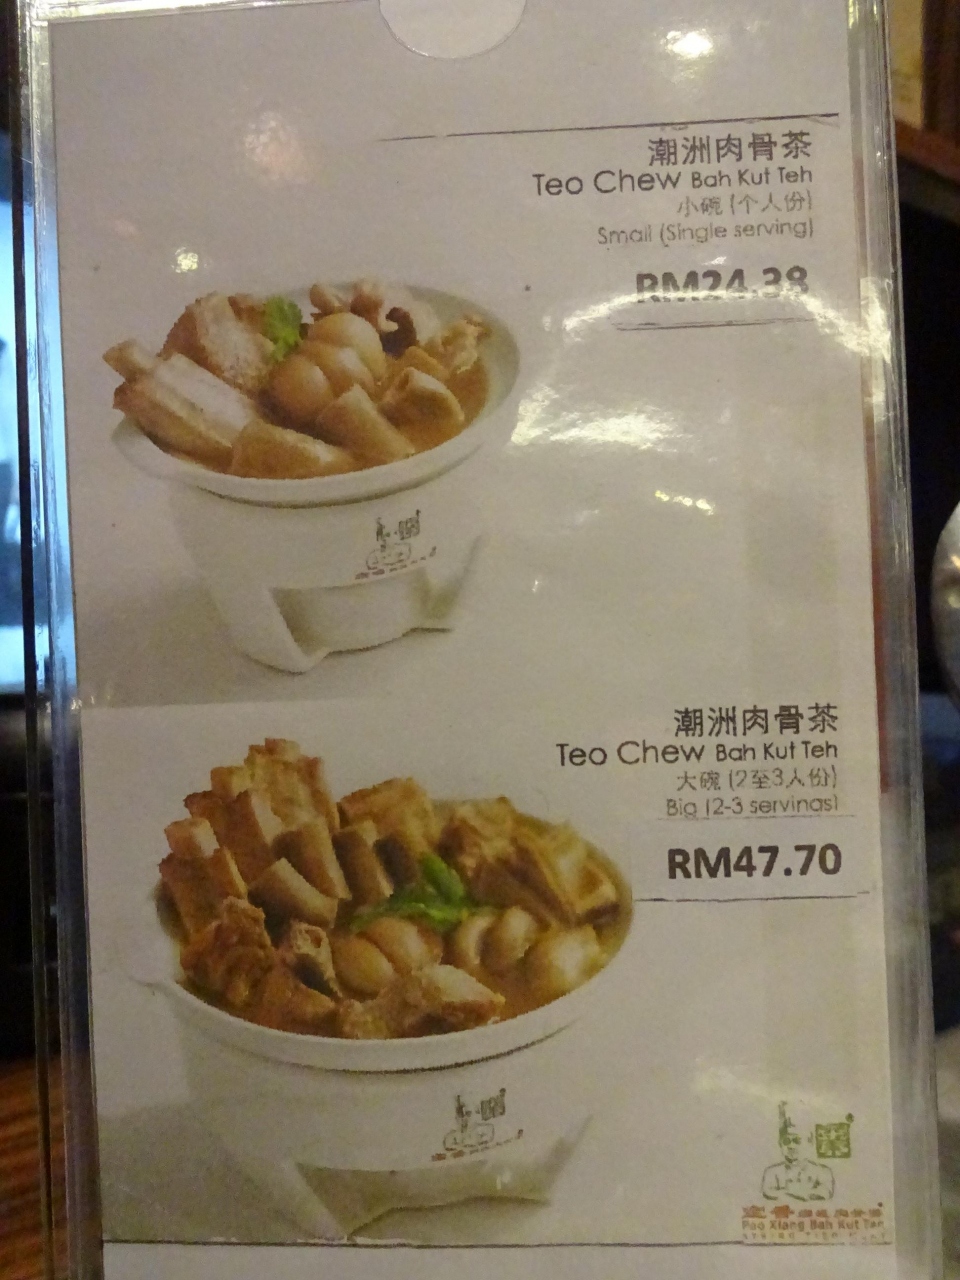 潮洲肉骨茶
Teo Chew Bah Kut Teh
小碗 (个人份)
Small (Single serving)
RM24.38
潮洲肉骨茶
Teo Chew Bah Kut Teh
大碗 (2至3人份)
Big (2-3 servings)
RM47.70
Pao Xiang Bah Kut Teh